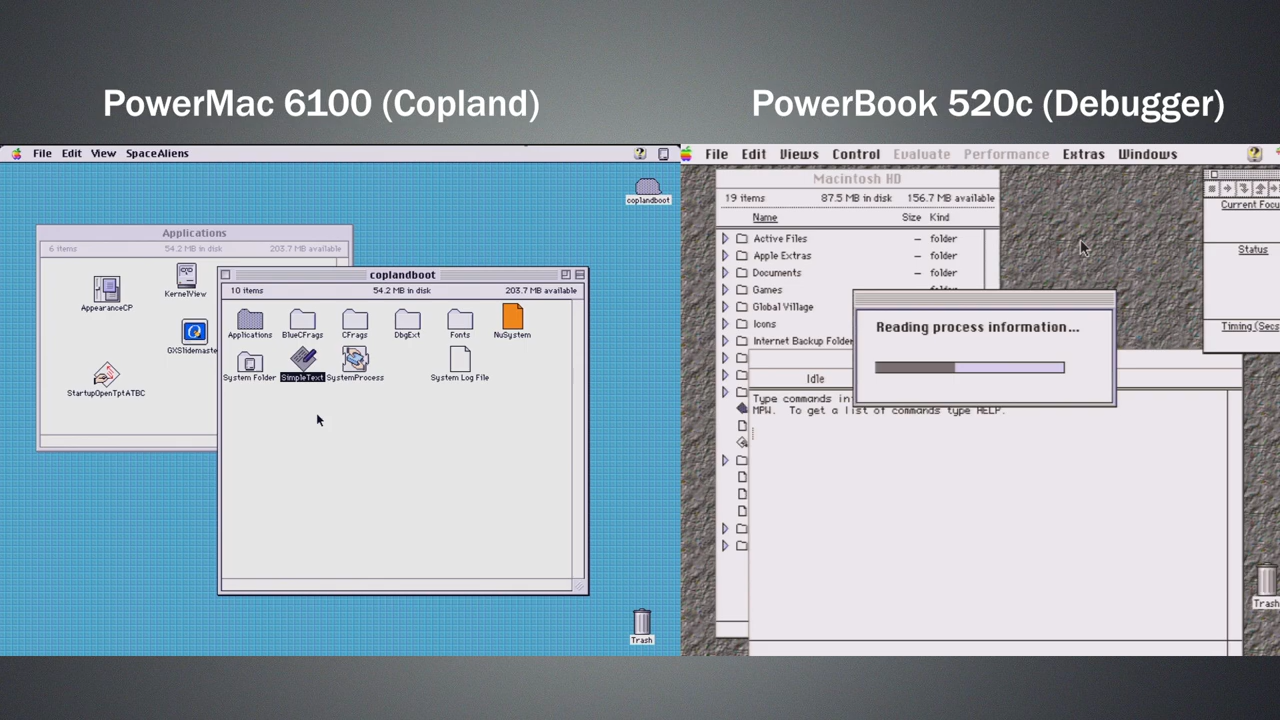 PowerMac 6100 (Copland)
PowerBook 520c (Debugger)
File Edit View SpaceAliens
coplandboot
Applications
6 items 54.2 MB in disk 203.7 MB available
AppearanceCP
KernelView
GXSlidemaste
StartupOpenTptATBC
coplandboot
10 items 54.2 MB in disk 203.7 MB available
Applications BlueCFrags CFrags DbgExt Fonts NuSystem
System Folder SimpleText SystemProcess System Log File
Trash
File Edit Views Control Evaluate Performance Extras Windows
Macintosh HD
19 items 87.5 MB in disk 156.7 MB available
Name Size Kind
Active Files – folder
Apple Extras – folder
Documents – folder
Games – folder
Global Village
Icons
Internet Backup Folder
Reading process information...
Idle
Type commands in
MPW. To get a list of commands type HELP.
Current Focu
Status
Timing (Secs
Trash